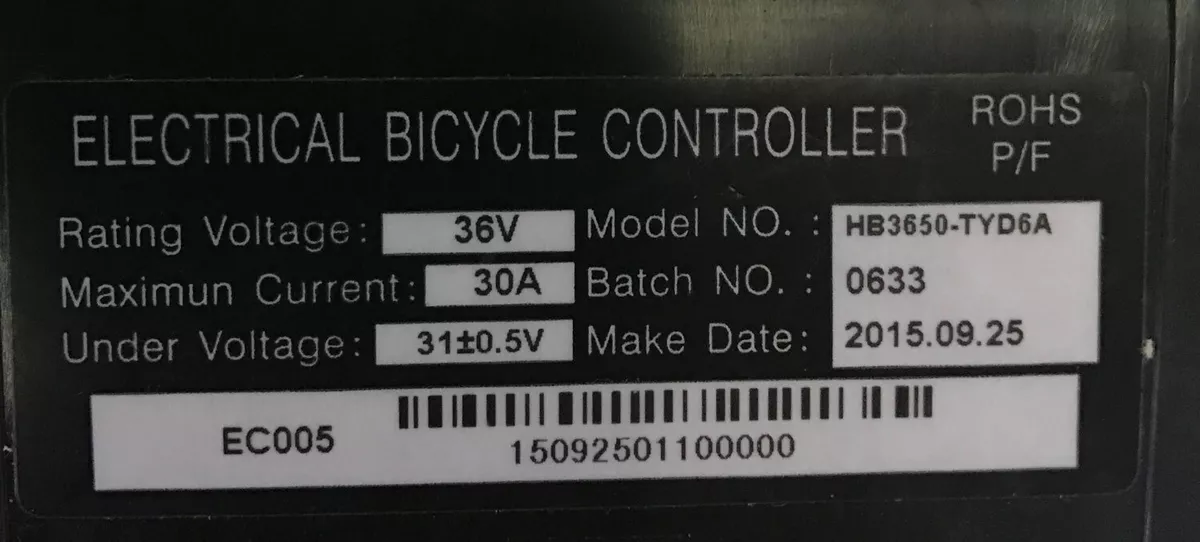 ELECTRICAL BICYCLE CONTROLLER
ROHS
P/F
Rating Voltage: 36V
Model NO. : HB3650-TYD6A
Maximun Current: 30A
Batch NO. : 0633
Under Voltage: 31±0.5V
Make Date: 2015.09.25
EC005
15092501100000